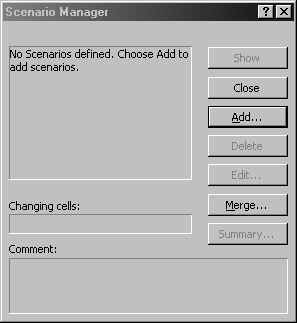 Scenario Manager
No Scenarios defined. Choose Add to
add scenarios.
Show
Close
Add...
Delete
Edit...
Merge...
Summary...
Changing cells:
Comment: